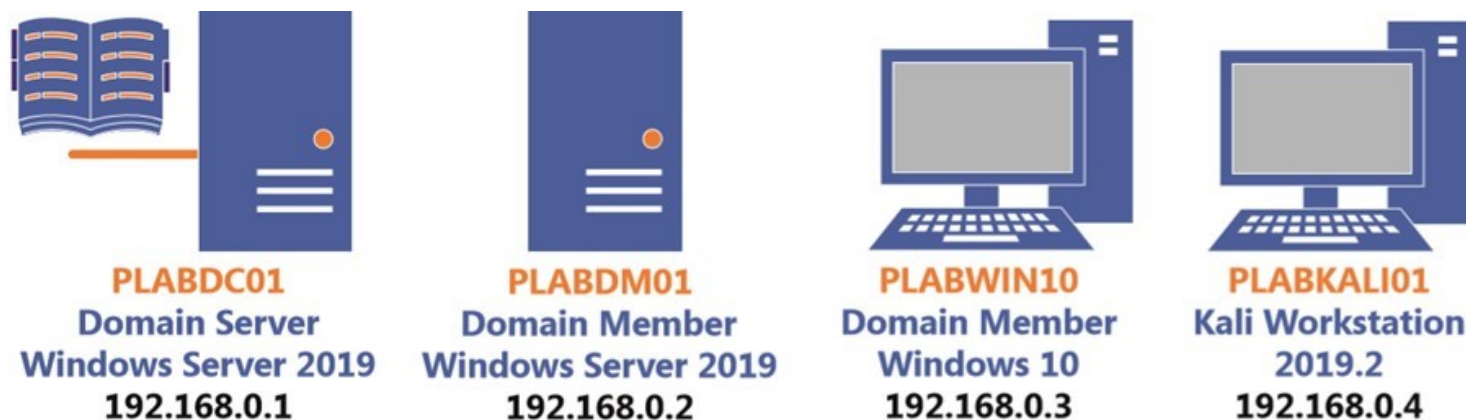 PLABDC01
Domain Server
Windows Server 2019
192.168.0.1
PLABDM01
Domain Member
Windows Server 2019
192.168.0.2
PLABWIN10
Domain Member
Windows 10
192.168.0.3
PLABKALI01
Kali Workstation
2019.2
192.168.0.4